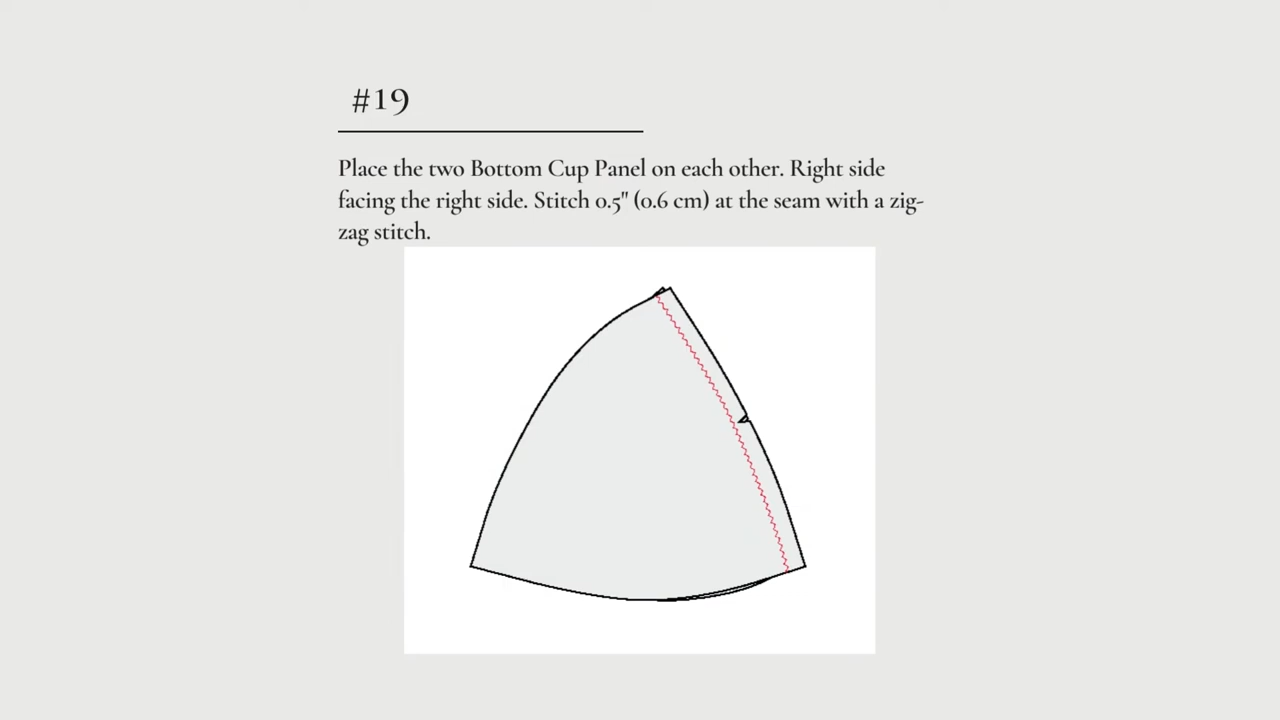 #19
Place the two Bottom Cup Panel on each other. Right side
facing the right side. Stitch 0.5" (0.6 cm) at the seam with a zig-
zag stitch.